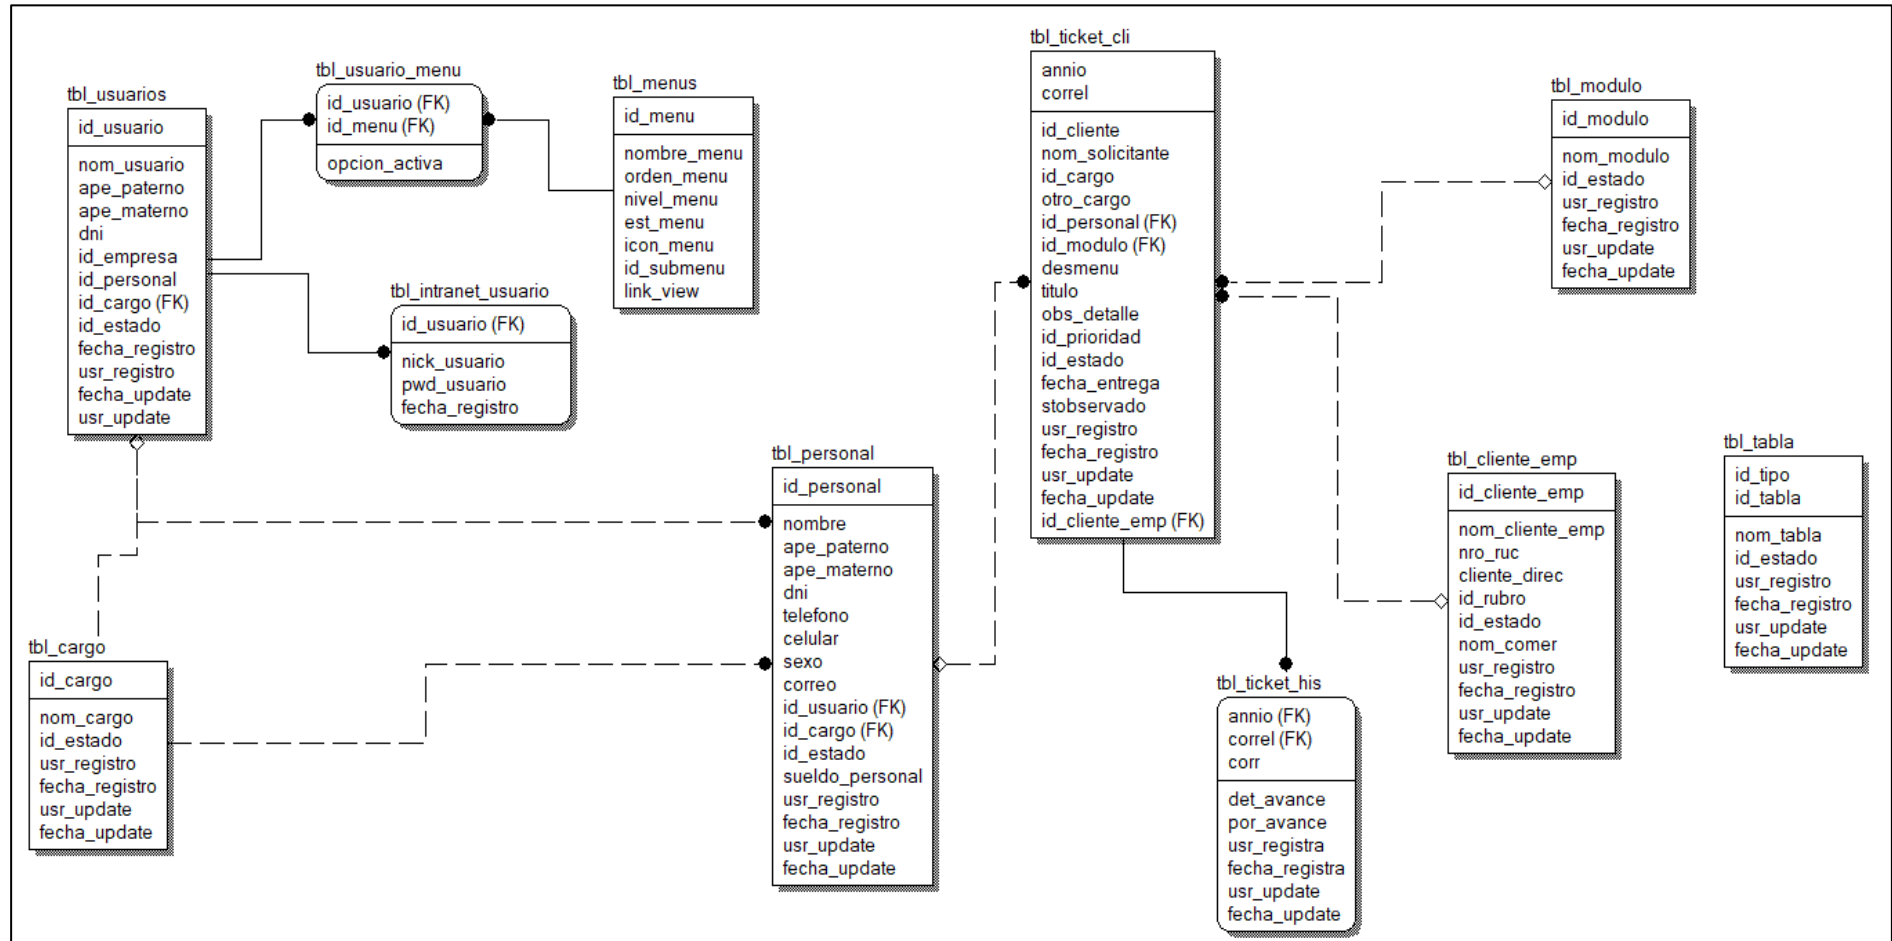 tbl_usuarios
id_usuario
nom_usuario
ape_paterno
ape_materno
dni
id_empresa
id_personal
id_cargo (FK)
id_estado
fecha_registro
usr_registro
fecha_update
usr_update
tbl_usuario_menu
id_usuario (FK)
id_menu (FK)
opcion_activa
tbl_menus
id_menu
nombre_menu
orden_menu
nivel_menu
est_menu
icon_menu
id_submenu
link_view
tbl_intranet_usuario
id_usuario (FK)
nick_usuario
pwd_usuario
fecha_registro
tbl_cargo
id_cargo
nom_cargo
id_estado
usr_registro
fecha_registro
usr_update
fecha_update
tbl_personal
id_personal
nombre
ape_paterno
ape_materno
dni
telefono
celular
sexo
correo
id_usuario (FK)
id_cargo (FK)
id_estado
sueldo_personal
usr_registro
fecha_registro
usr_update
fecha_update
tbl_ticket_cli
annio
correl
id_cliente
nom_solicitante
id_cargo
otro_cargo
id_personal (FK)
id_modulo (FK)
desmenu
titulo
obs_detalle
id_prioridad
id_estado
fecha_entrega
stobservado
usr_registro
fecha_registro
usr_update
fecha_update
id_cliente_emp (FK)
tbl_ticket_his
annio (FK)
correl (FK)
corr
det_avance
por_avance
usr_registra
fecha_registra
usr_update
fecha_update
tbl_modulo
id_modulo
nom_modulo
id_estado
usr_registro
fecha_registro
usr_update
fecha_update
tbl_cliente_emp
id_cliente_emp
nom_cliente_emp
nro_ruc
cliente_direc
id_rubro
id_estado
nom_comer
usr_registro
fecha_registro
usr_update
fecha_update
tbl_tabla
id_tipo
id_tabla
nom_tabla
id_estado
usr_registro
fecha_registro
usr_update
fecha_update